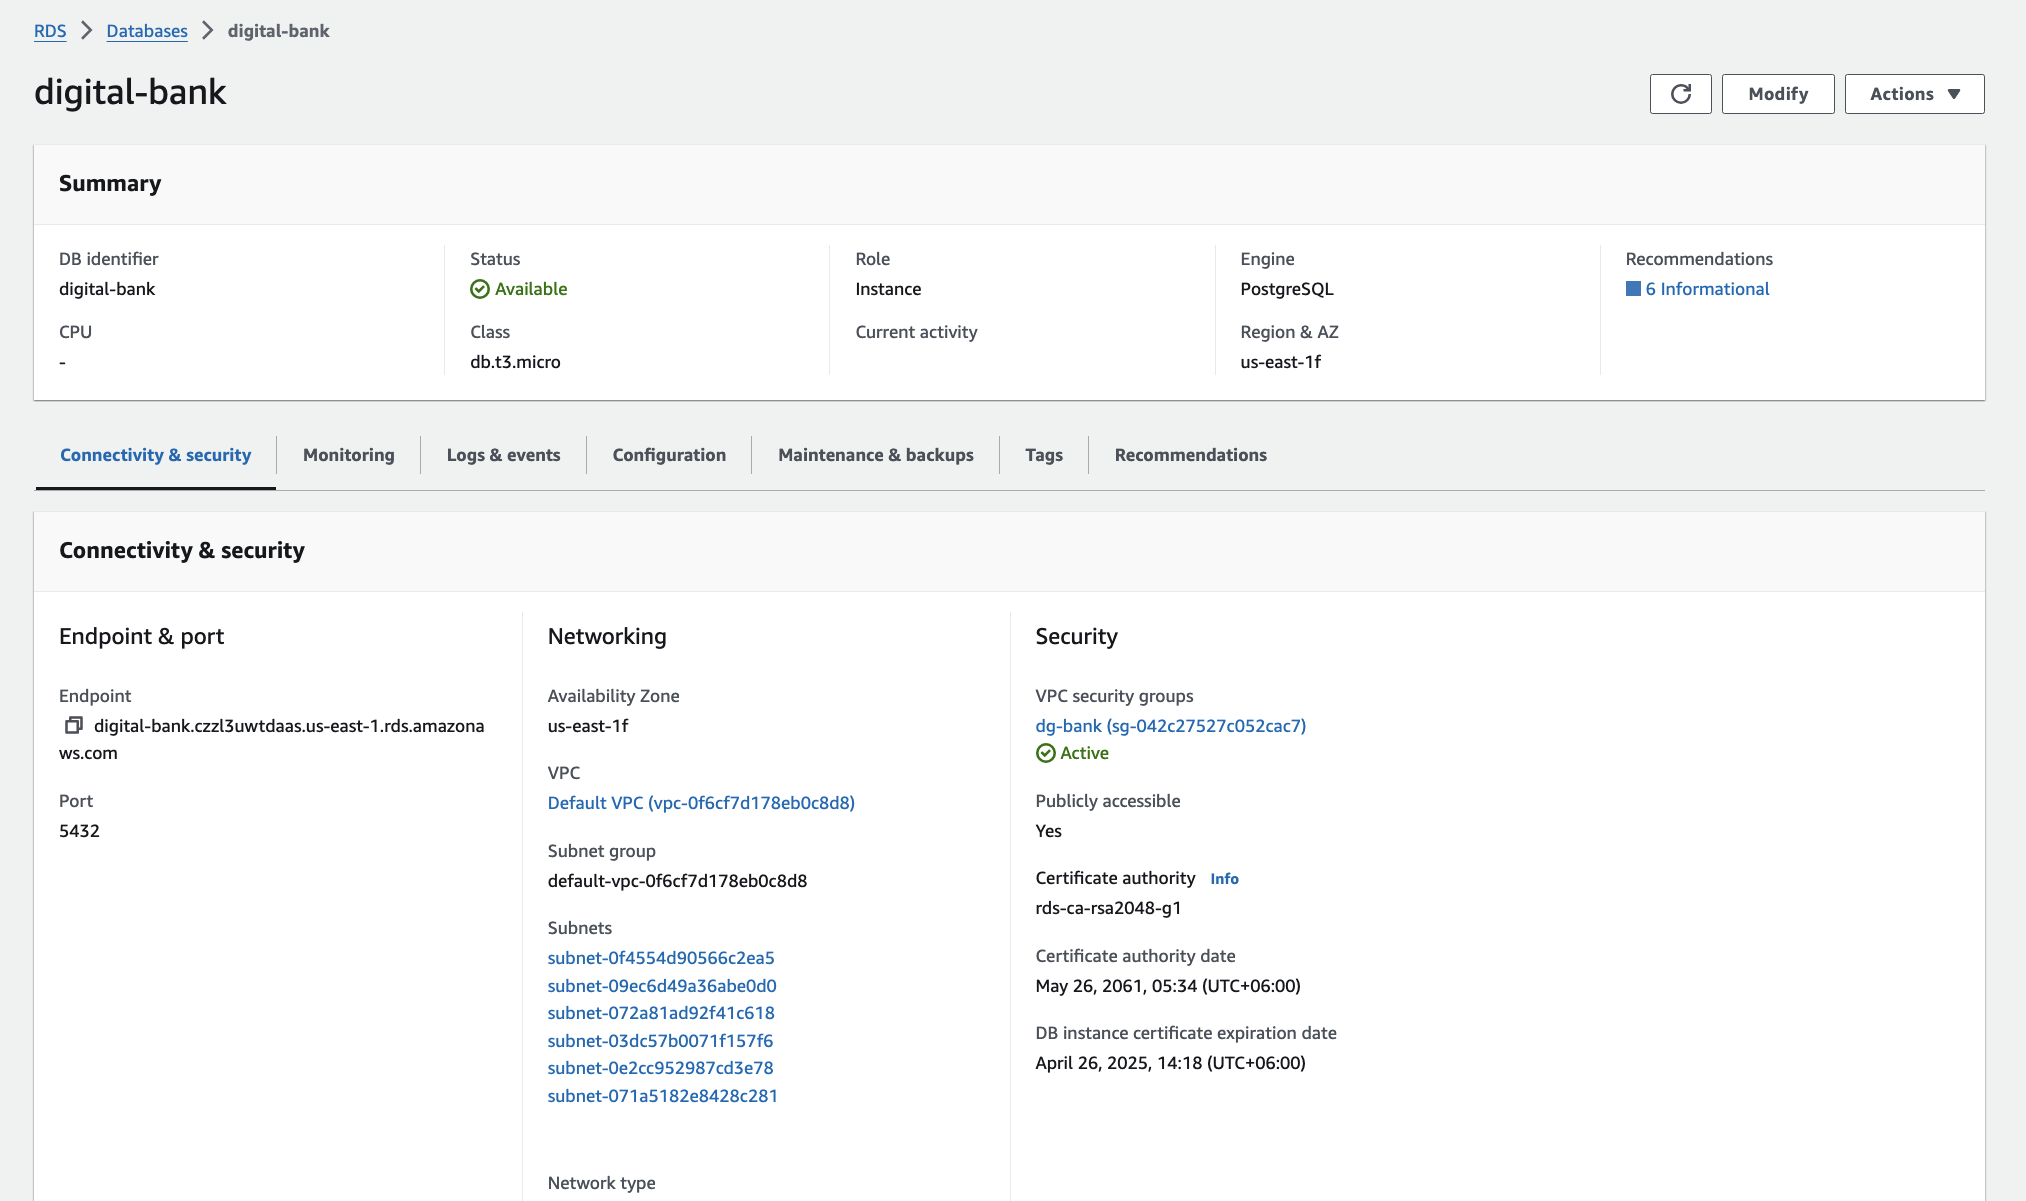 RDS > Databases > digital-bank
digital-bank
Modify
Actions
Summary
DB identifier
digital-bank
CPU
-
Status
Available
Class
db.t3.micro
Role
Instance
Current activity
Engine
PostgreSQL
Region & AZ
us-east-1f
Recommendations
6 Informational
Connectivity & security
Monitoring
Logs & events
Configuration
Maintenance & backups
Tags
Recommendations
Connectivity & security
Endpoint & port
Endpoint
digital-bank.czzl3uwtdaas.us-east-1.rds.amazona
ws.com
Port
5432
Networking
Availability Zone
us-east-1f
VPC
Default VPC (vpc-0f6cf7d178eb0c8d8)
Subnet group
default-vpc-0f6cf7d178eb0c8d8
Subnets
subnet-0f4554d90566c2ea5
subnet-09ec6d49a36abe0d0
subnet-072a81ad92f41c618
subnet-03dc57b0071f157f6
subnet-0e2cc952987cd3e78
subnet-071a5182e8428c281
Network type
Security
VPC security groups
dg-bank (sg-042c27527c052cac7)
Active
Publicly accessible
Yes
Certificate authority Info
rds-ca-rsa2048-g1
Certificate authority date
May 26, 2061, 05:34 (UTC+06:00)
DB instance certificate expiration date
April 26, 2025, 14:18 (UTC+06:00)